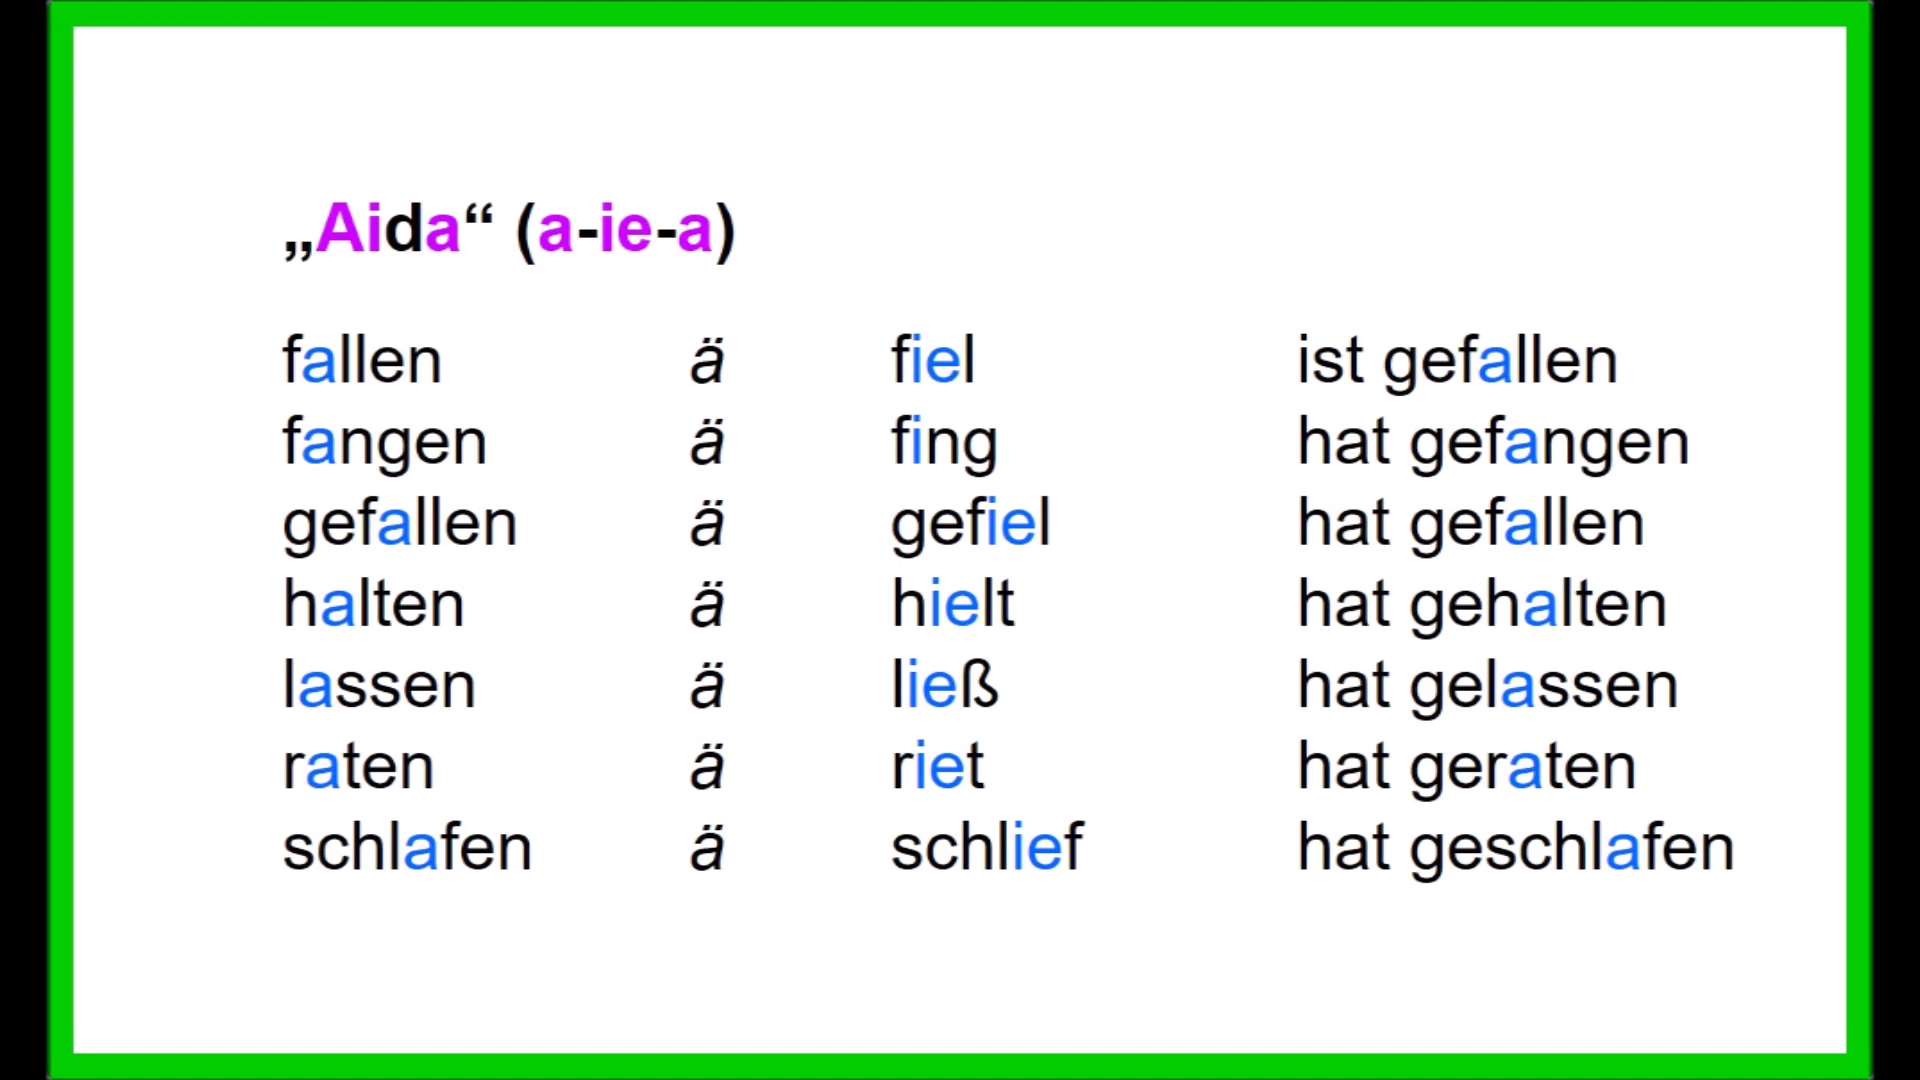 „Aida“ (a-ie-a)
fallen ä fiel ist gefallen
fangen ä fing hat gefangen
gefallen ä gefiel hat gefallen
halten ä hielt hat gehalten
lassen ä ließ hat gelassen
raten ä riet hat geraten
schlafen ä schlief hat geschlafen